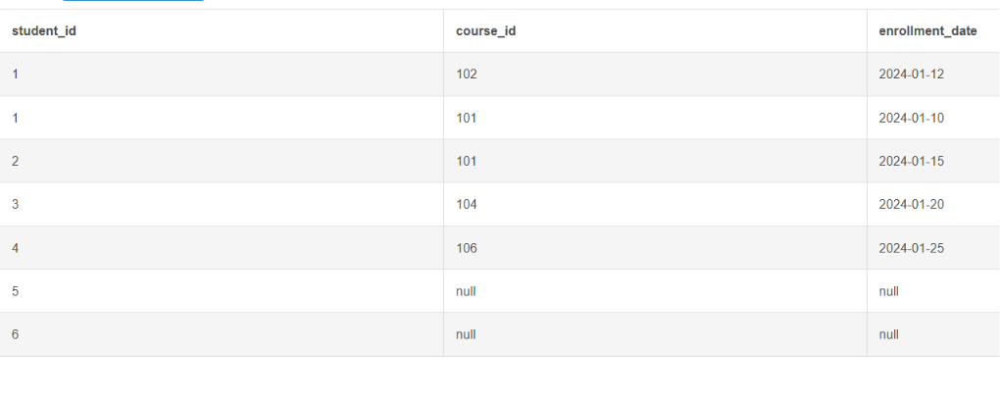 student_id course_id enrollment_date
1 102 2024-01-12
1 101 2024-01-10
2 101 2024-01-15
3 104 2024-01-20
4 106 2024-01-25
5 null null
6 null null